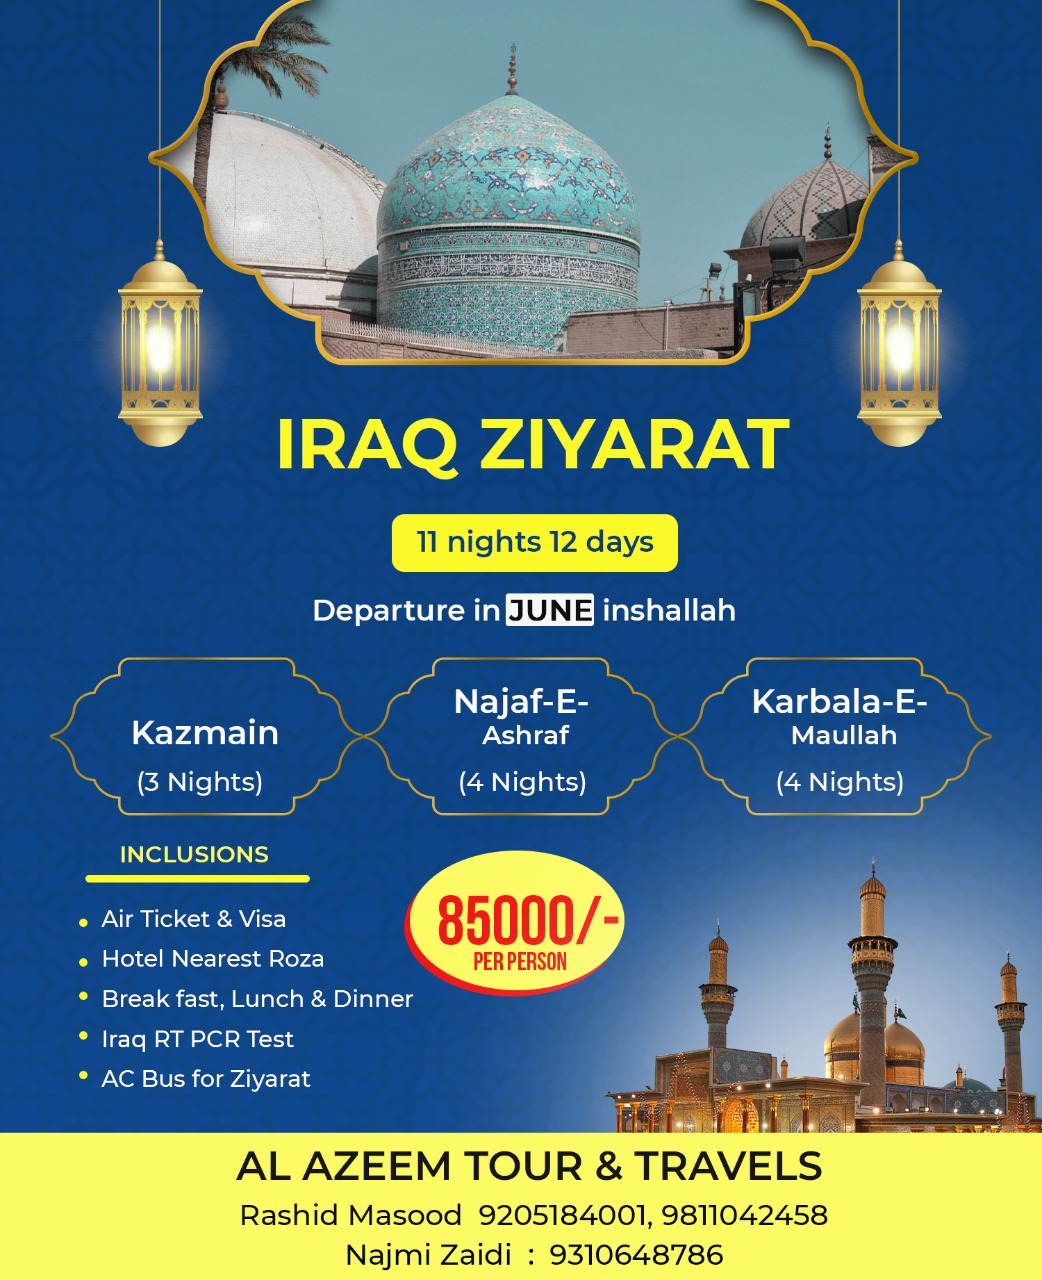 IRAQ ZIYARAT
11 nights 12 days
Departure in JUNE inshallah
Kazmain
(3 Nights)
Najaf-E-
Ashraf
(4 Nights)
Karbala-E-
Maullah
(4 Nights)
INCLUSIONS
Air Ticket & Visa
Hotel Nearest Roza
Break fast, Lunch & Dinner
Iraq RT PCR Test
AC Bus for Ziyarat
85000/-
PER PERSON
AL AZEEM TOUR & TRAVELS
Rashid Masood 9205184001, 9811042458
Najmi Zaidi : 9310648786